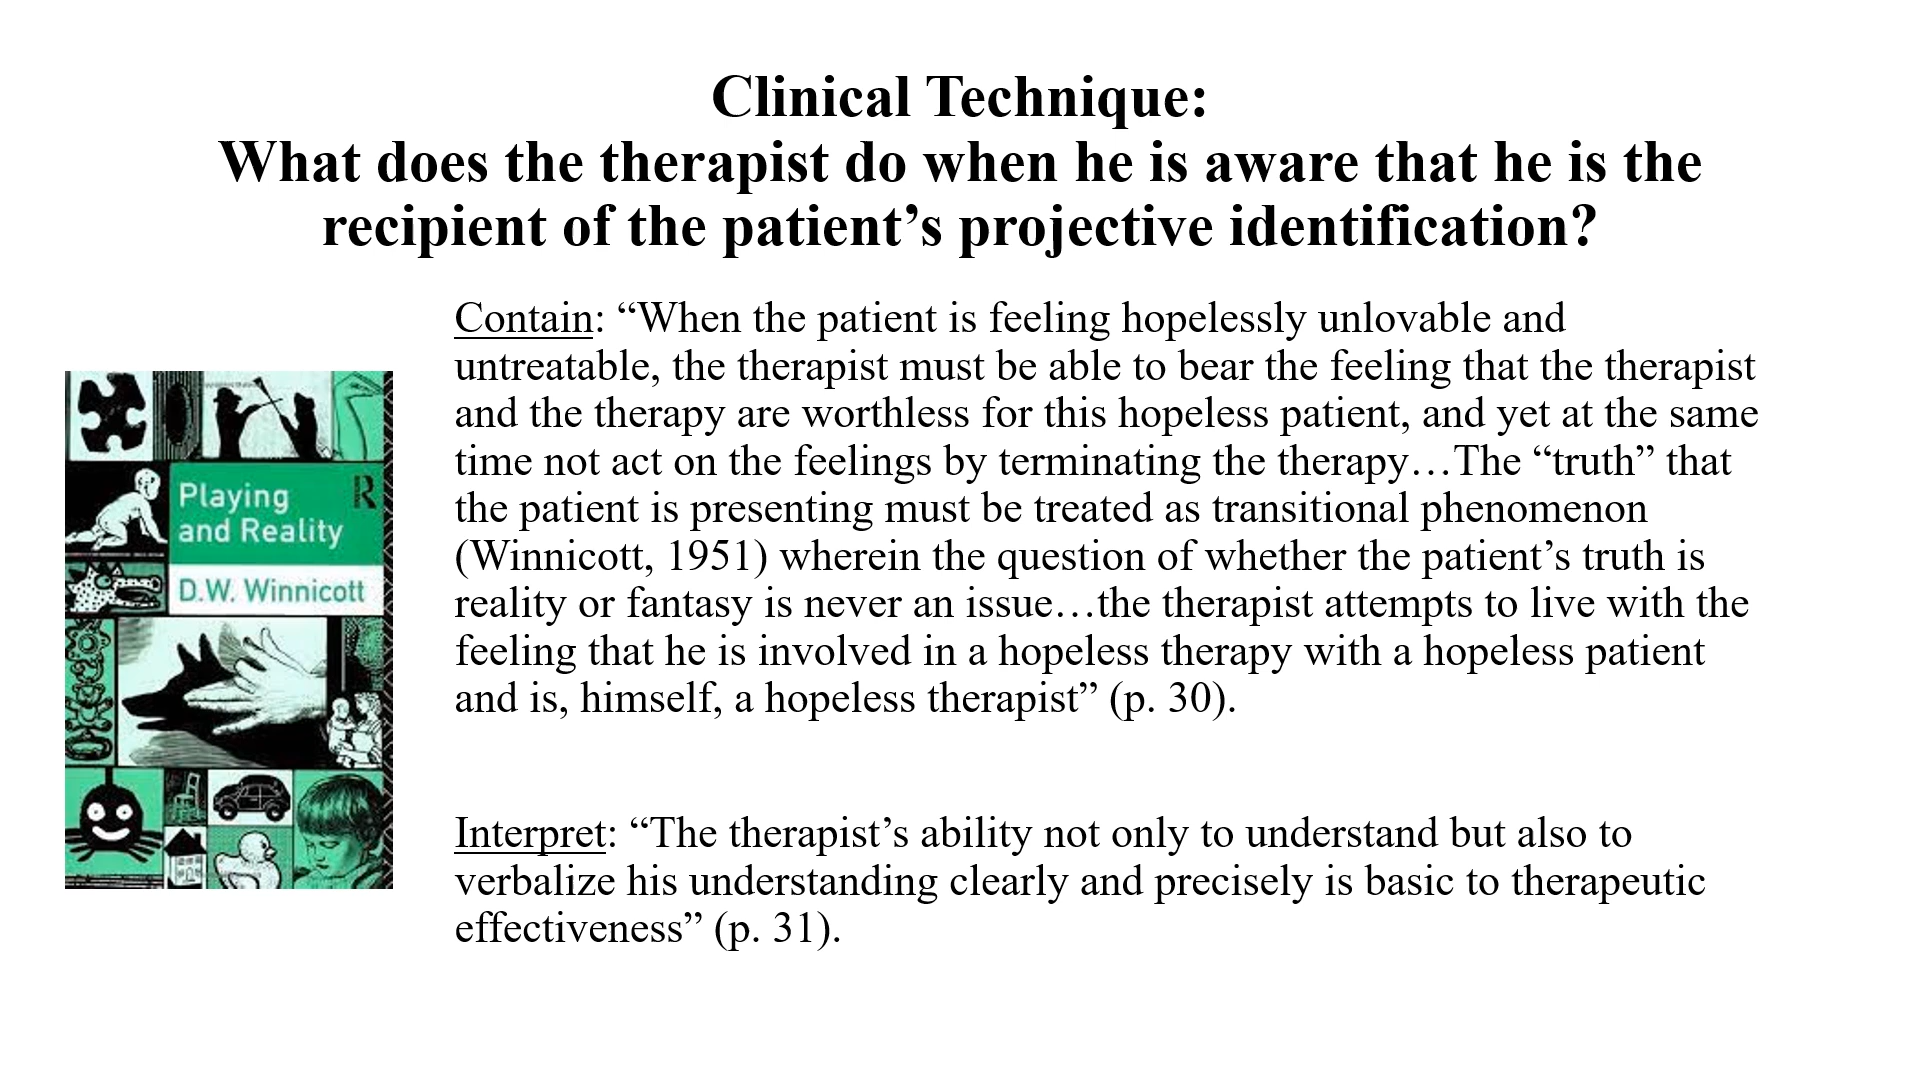 Clinical Technique:
What does the therapist do when he is aware that he is the
recipient of the patient’s projective identification?
Contain: “When the patient is feeling hopelessly unlovable and
untreatable, the therapist must be able to bear the feeling that the therapist
and the therapy are worthless for this hopeless patient, and yet at the same
time not act on the feelings by terminating the therapy…The “truth” that
the patient is presenting must be treated as transitional phenomenon
(Winnicott, 1951) wherein the question of whether the patient’s truth is
reality or fantasy is never an issue…the therapist attempts to live with the
feeling that he is involved in a hopeless therapy with a hopeless patient
and is, himself, a hopeless therapist” (p. 30).
Interpret: “The therapist’s ability not only to understand but also to
verbalize his understanding clearly and precisely is basic to therapeutic
effectiveness” (p. 31).
Playing
and Reality
R
D.W. Winnicott